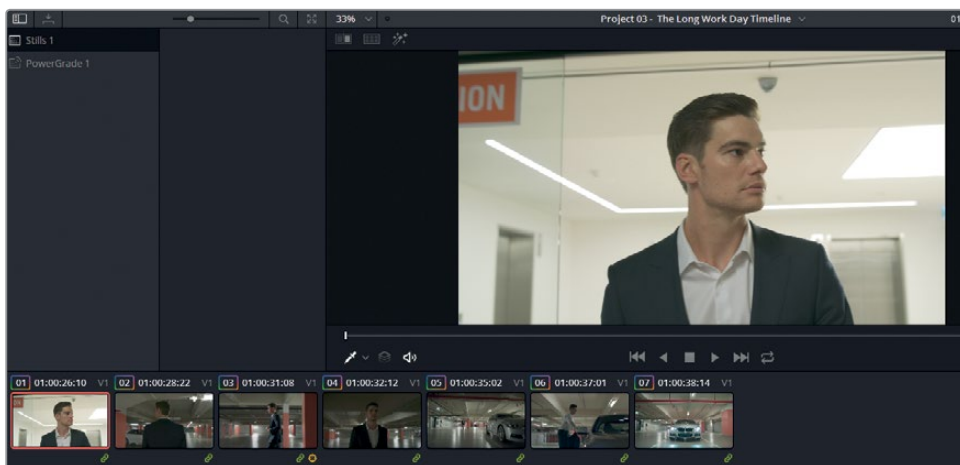 33%
Project 03 - The Long Work Day Timeline
01
Stills 1
PowerGrade 1
ION
01 01:00:26:10 V1
02 01:00:28:22 V1
03 01:00:31:08 V1
04 01:00:32:12 V1
05 01:00:35:02 V1
06 01:00:37:01 V1
07 01:00:38:14 V1